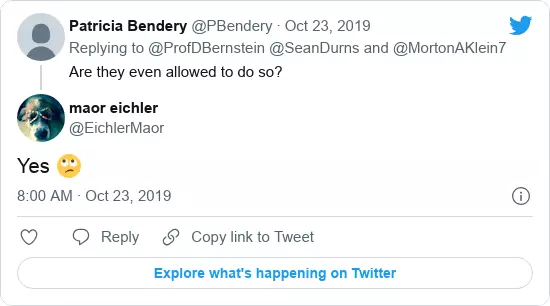 Patricia Bendery @PBendery · Oct 23, 2019
Replying to @ProfDBernstein @SeanDurns and @MortonAKlein7
Are they even allowed to do so?
maor eichler
@EichlerMaor
Yes 🙄
8:00 AM · Oct 23, 2019
Reply
Copy link to Tweet
Explore what's happening on Twitter